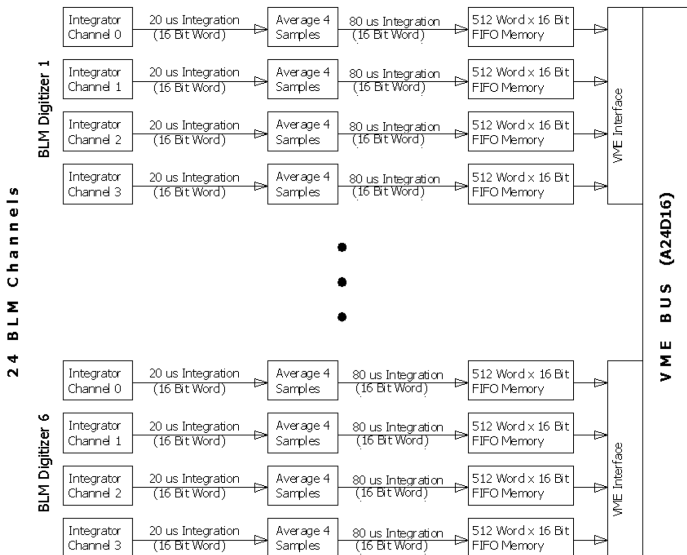 24 BLM Channels
BLM Digitizer 1
Integrator
Channel 0
20 us Integration
(16 Bit Word)
Average 4
Samples
80 us Integration
(16 Bit Word)
512 Word x 16 Bit
FIFO Memory
Integrator
Channel 1
20 us Integration
(16 Bit Word)
Average 4
Samples
80 us Integration
(16 Bit Word)
512 Word x 16 Bit
FIFO Memory
Integrator
Channel 2
20 us Integration
(16 Bit Word)
Average 4
Samples
80 us Integration
(16 Bit Word)
512 Word x 16 Bit
FIFO Memory
Integrator
Channel 3
20 us Integration
(16 Bit Word)
Average 4
Samples
80 us Integration
(16 Bit Word)
512 Word x 16 Bit
FIFO Memory
VME Interface
BLM Digitizer 6
Integrator
Channel 0
20 us Integration
(16 Bit Word)
Average 4
Samples
80 us Integration
(16 Bit Word)
512 Word x 16 Bit
FIFO Memory
Integrator
Channel 1
20 us Integration
(16 Bit Word)
Average 4
Samples
80 us Integration
(16 Bit Word)
512 Word x 16 Bit
FIFO Memory
Integrator
Channel 2
20 us Integration
(16 Bit Word)
Average 4
Samples
80 us Integration
(16 Bit Word)
512 Word x 16 Bit
FIFO Memory
Integrator
Channel 3
20 us Integration
(16 Bit Word)
Average 4
Samples
80 us Integration
(16 Bit Word)
512 Word x 16 Bit
FIFO Memory
VME Interface
VME BUS (A24D16)